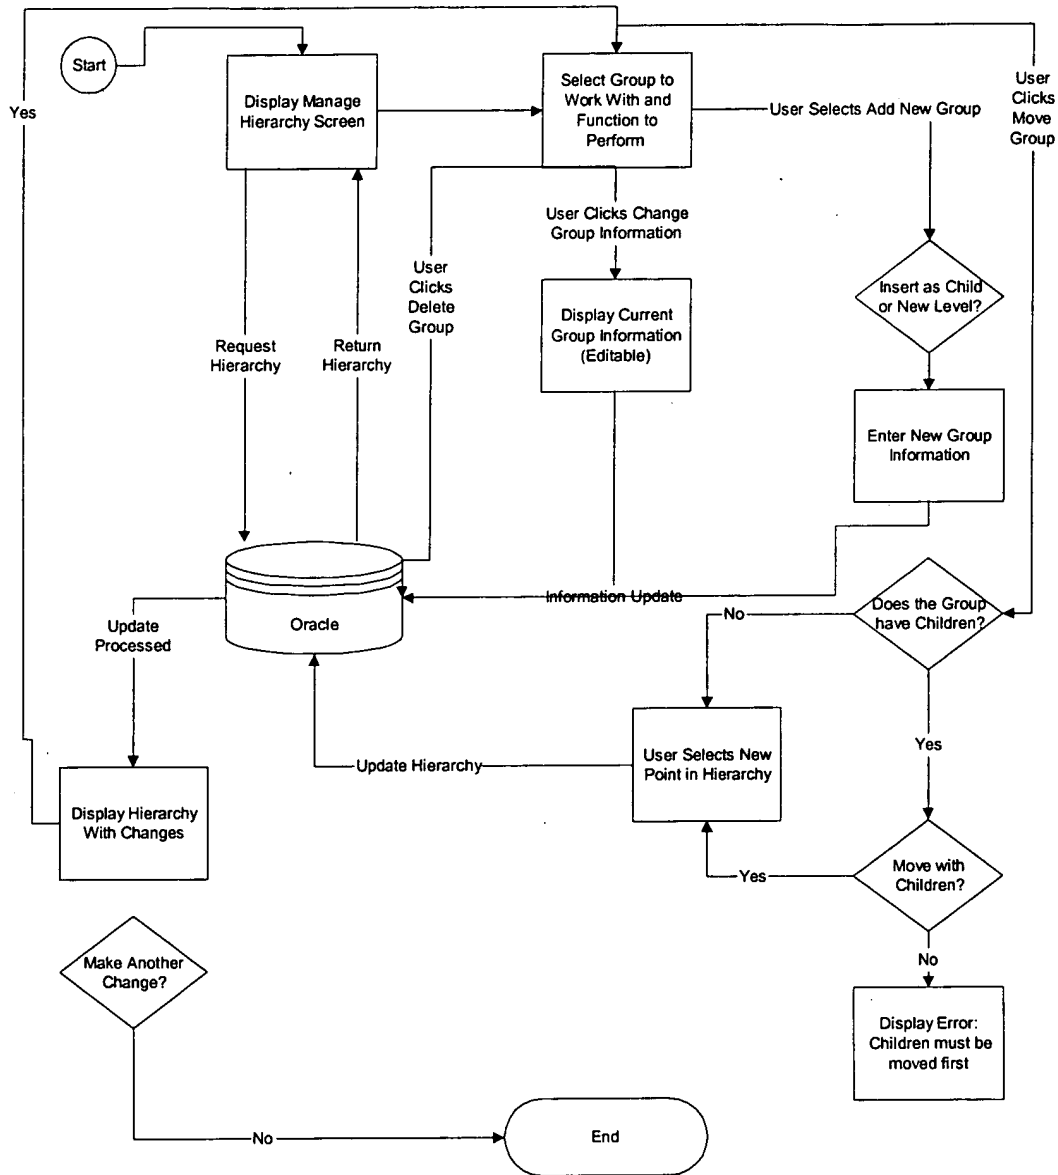 Start
Yes
Display Manage
Hierarchy Screen
Select Group to
Work With and
Function to
Perform
User Selects Add New Group
User
Clicks
Move
Group
User Clicks Change
Group Information
User
Clicks
Delete
Group
Insert as Child
or New Level?
Display Current
Group Information
(Editable)
Request
Hierarchy
Return
Hierarchy
Enter New Group
Information
Information Update
Oracle
Does the Group
have Children?
No
Update
Processed
Yes
User Selects New
Point in Hierarchy
Update Hierarchy
Display Hierarchy
With Changes
Move with
Children?
Yes
No
Make Another
Change?
Display Error:
Children must be
moved first
No
End